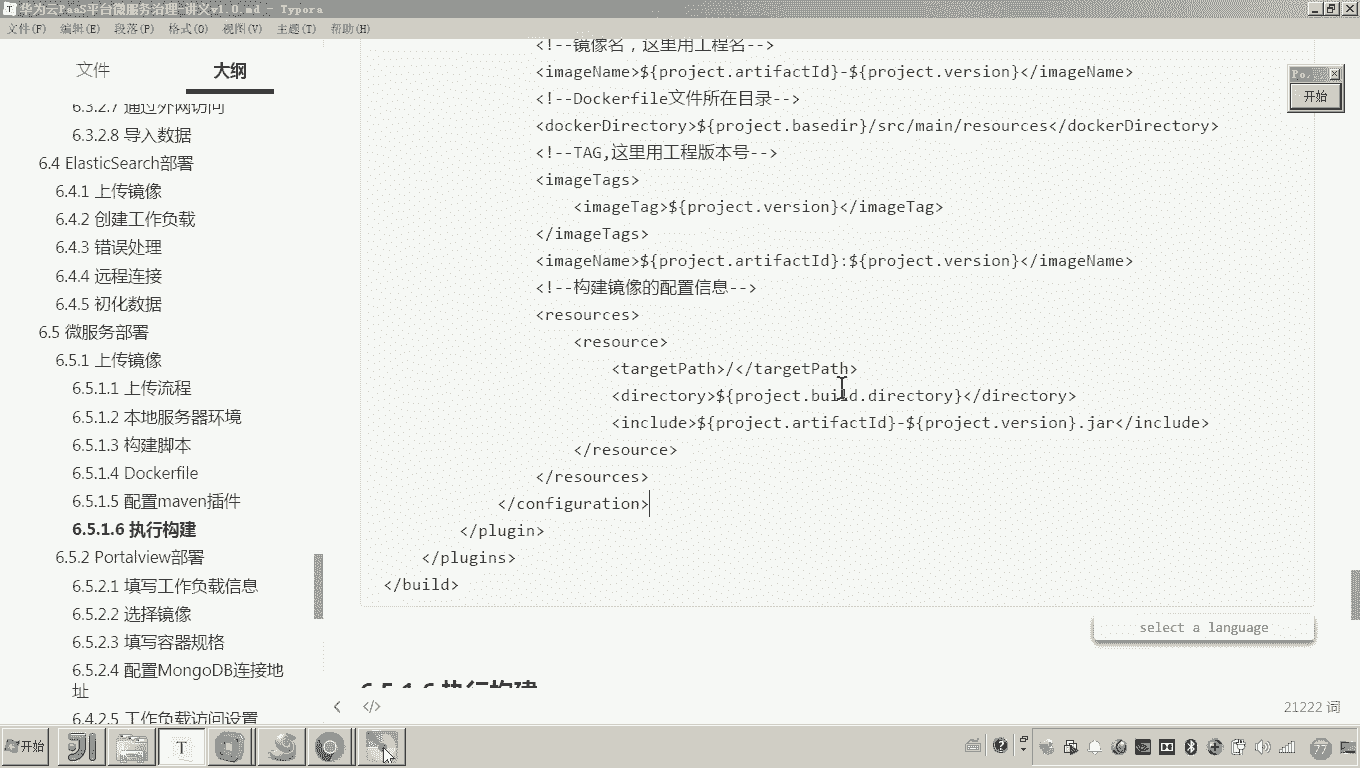 华为云PaaS平台微服务治理-讲义v1.0.md - Typora
文件(F) 编辑(E) 段落(P) 格式(O) 视图(V) 主题(T) 帮助(H)
文件 大纲
6.3.2.7 通过外网访问
6.3.2.8 导入数据
6.4 ElasticSearch部署
6.4.1 上传镜像
6.4.2 创建工作负载
6.4.3 错误处理
6.4.4 远程连接
6.4.5 初化数据
6.5 微服务部署
6.5.1 上传镜像
6.5.1.1 上传流程
6.5.1.2 本地服务器环境
6.5.1.3 构建脚本
6.5.1.4 Dockerfile
6.5.1.5 配置maven插件
6.5.1.6 执行构建
6.5.2 Portalview部署
6.5.2.1 填写工作负载信息
6.5.2.2 选择镜像
6.5.2.3 填写容器规格
6.5.2.4 配置MongoDB连接地
址
6.4.2.5 工作负载访问设置
<!--镜像名，这里用工程名-->
<imageName>${project.artifactId}-${project.version}</imageName>
<!--Dockerfile文件所在目录-->
<dockerDirectory>${project.basedir}/src/main/resources</dockerDirectory>
<!--TAG,这里用工程版本号-->
<imageTags>
<imageTag>${project.version}</imageTag>
</imageTags>
<imageName>${project.artifactId}:${project.version}</imageName>
<!--构建镜像的配置信息-->
<resources>
<resource>
<targetPath>/</targetPath>
<directory>${project.build.directory}</directory>
<include>${project.artifactId}-${project.version}.jar</include>
</resource>
</resources>
</configuration>
</plugin>
</plugins>
</build>
select a language
6.5.1.6 执行构建
< </>
21222 词
Po.
开始
开始
T
77